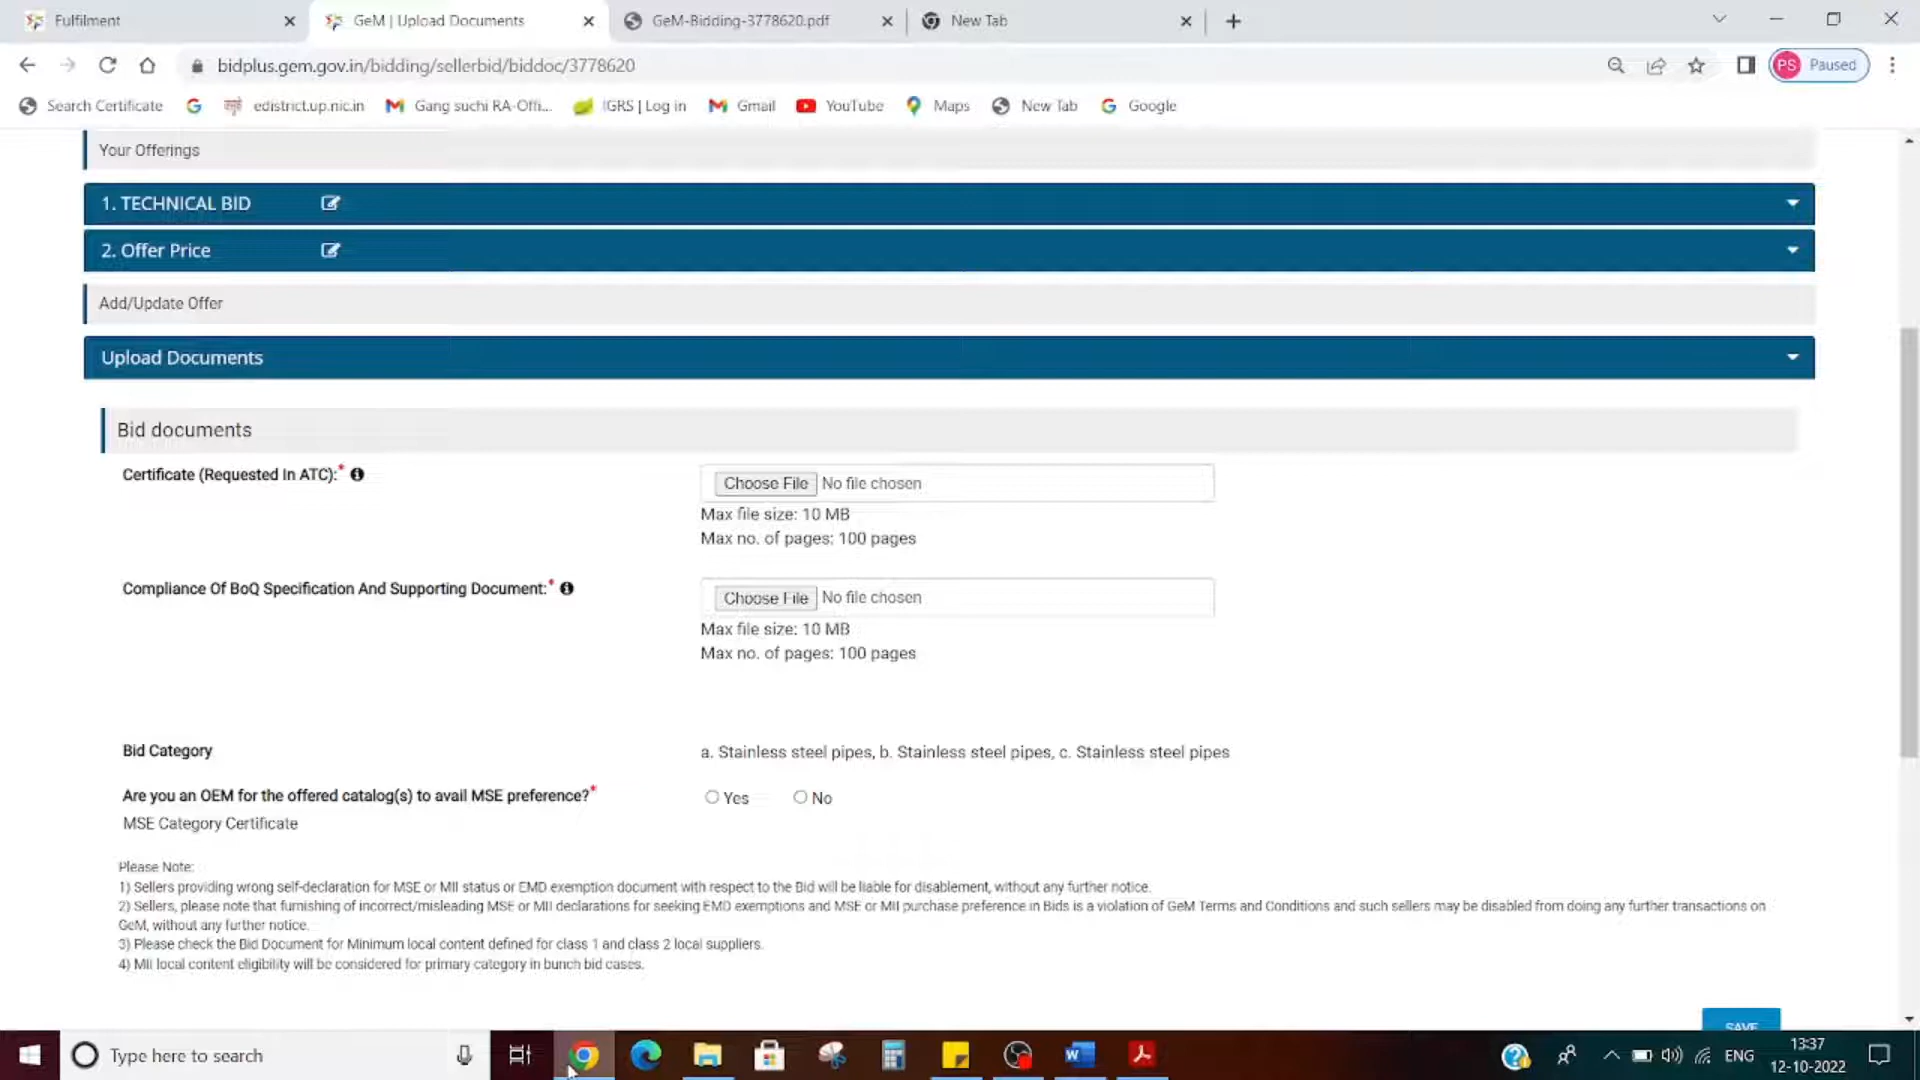 Fulfilment
GeM | Upload Documents
GeM-Bidding-3778620.pdf
New Tab
bidplus.gem.gov.in/bidding/sellerbid/biddoc/3778620
PS Paused
Search Certificate
edistrict.up.nic.in
Gang suchi RA-Offi...
IGRS | Log in
Gmail
YouTube
Maps
New Tab
Google
Your Offerings
1. TECHNICAL BID
2. Offer Price
Add/Update Offer
Upload Documents
Bid documents
Certificate (Requested In ATC):*
Choose File No file chosen
Max file size: 10 MB
Max no. of pages: 100 pages
Compliance Of BoQ Specification And Supporting Document:*
Choose File No file chosen
Max file size: 10 MB
Max no. of pages: 100 pages
Bid Category
a. Stainless steel pipes, b. Stainless steel pipes, c. Stainless steel pipes
Are you an OEM for the offered catalog(s) to avail MSE preference?*
Yes No
MSE Category Certificate
Please Note:
1) Sellers providing wrong self-declaration for MSE or MII status or EMD exemption document with respect to the Bid will be liable for disablement, without any further notice.
2) Sellers, please note that furnishing of incorrect/misleading MSE or MII declarations for seeking EMD exemptions and MSE or MII purchase preference in Bids is a violation of GeM Terms and Conditions and such sellers may be disabled from doing any further transactions on
GeM, without any further notice.
3) Please check the Bid Document for Minimum local content defined for class 1 and class 2 local suppliers.
4) MII local content eligibility will be considered for primary category in bunch bid cases.
SAVE
Type here to search
ENG
13:37
12-10-2022